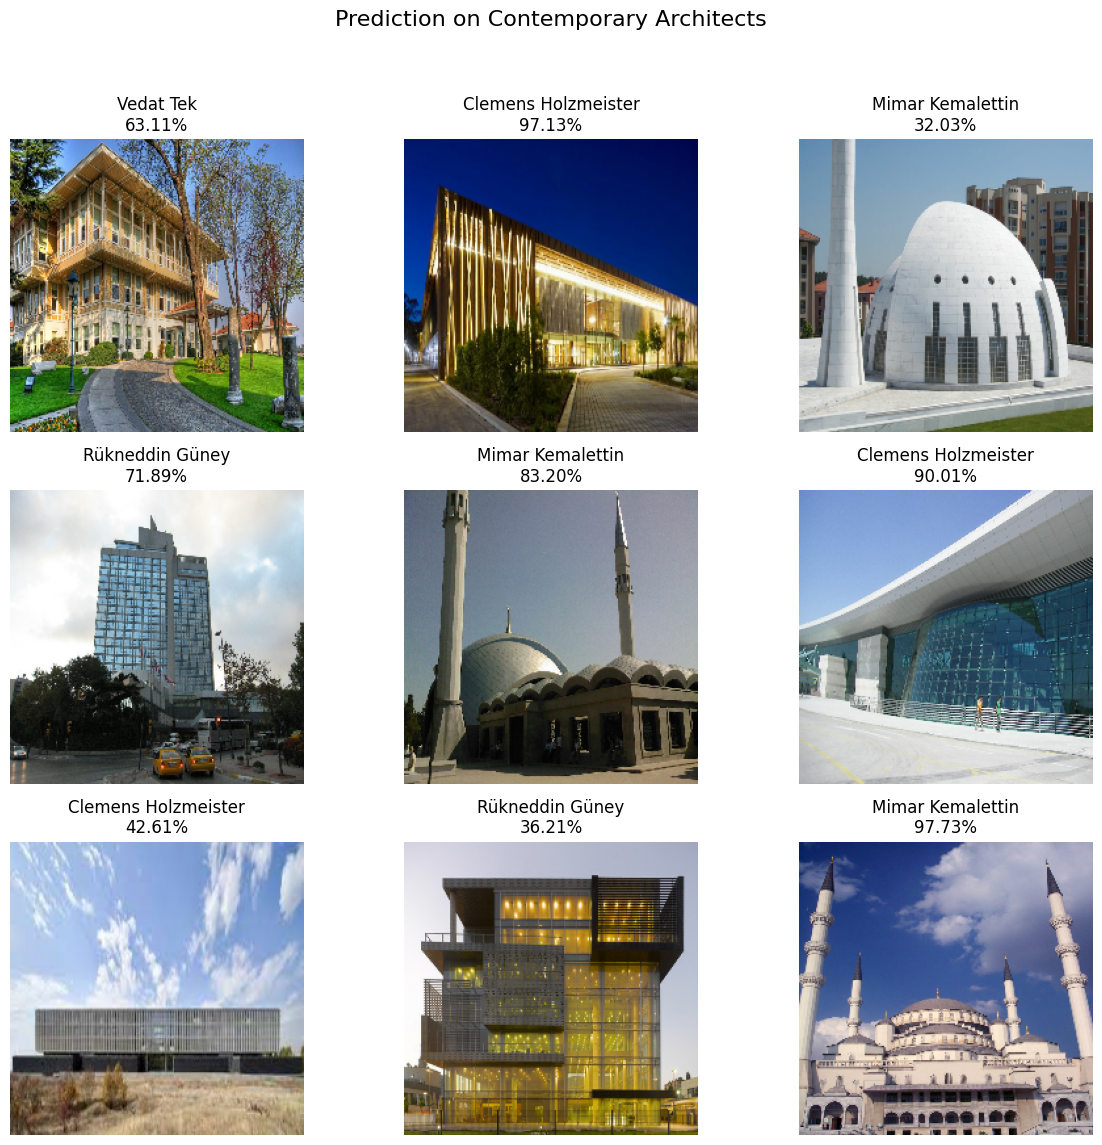 Prediction on Contemporary Architects
Vedat Tek
63.11%
Clemens Holzmeister
97.13%
Mimar Kemalettin
32.03%
Rükneddin Güney
71.89%
Mimar Kemalettin
83.20%
Clemens Holzmeister
90.01%
Clemens Holzmeister
42.61%
Rükneddin Güney
36.21%
Mimar Kemalettin
97.73%